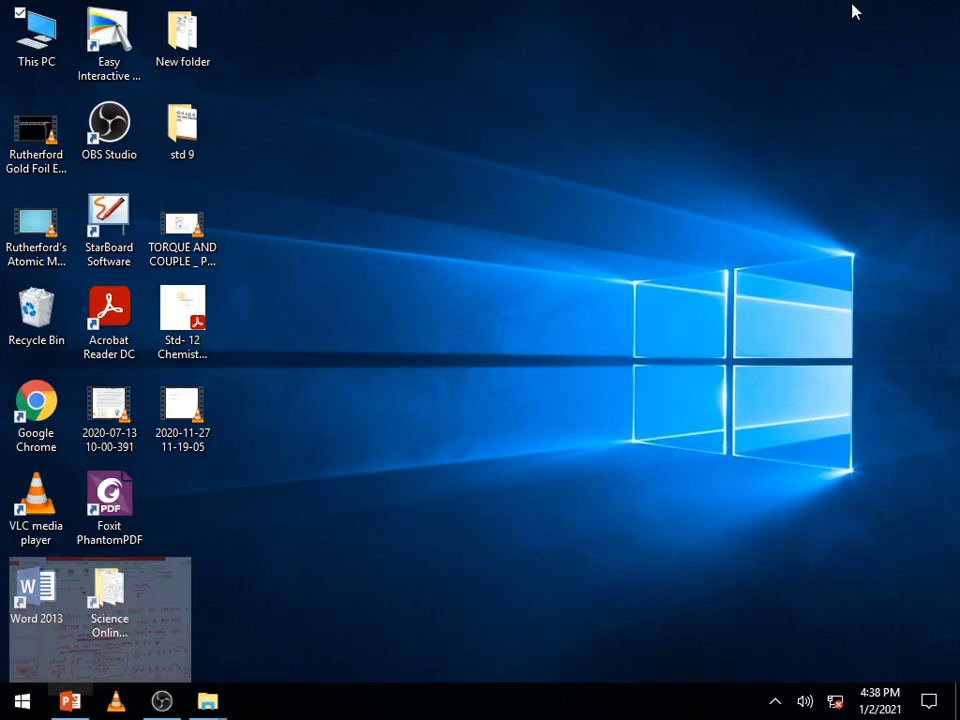 This PC
Easy
Interactive ...
New folder
Rutherford
Gold Foil E...
OBS Studio
std 9
Rutherford's
Atomic M...
StarBoard
Software
TORQUE AND
COUPLE _ P...
Recycle Bin
Acrobat
Reader DC
Std- 12
Chemist...
Google
Chrome
2020-07-13
10-00-391
2020-11-27
11-19-05
VLC media
player
PDF
Foxit
PhantomPDF
Word 2013
Science
Onlin...
4:38 PM
1/2/2021